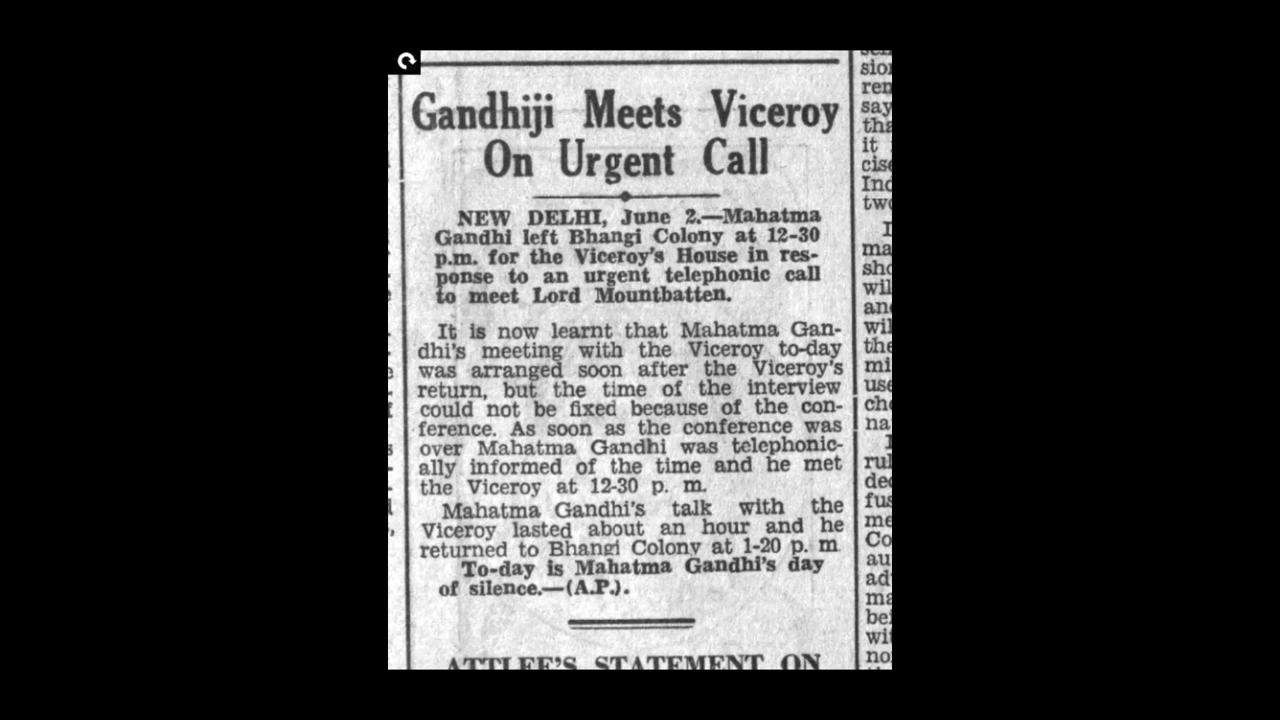 Gandhiji Meets Viceroy
On Urgent Call
NEW DELHI, June 2.—Mahatma
Gandhi left Bhangi Colony at 12-30
p.m. for the Viceroy's House in res-
ponse to an urgent telephonic call
to meet Lord Mountbatten.
It is now learnt that Mahatma Gan-
dhi's meeting with the Viceroy to-day
was arranged soon after the Viceroy's
return, but the time of the interview
could not be fixed because of the con-
ference. As soon as the conference was
over Mahatma Gandhi was telephonic-
ally informed of the time and he met
the Viceroy at 12-30 p. m.
Mahatma Gandhi's talk with the
Viceroy lasted about an hour and he
returned to Bhangi Colony at 1-20 p. m
To-day is Mahatma Gandhi's day
of silence.—(A.P.).
ATTLEE'S STATEMENT ON